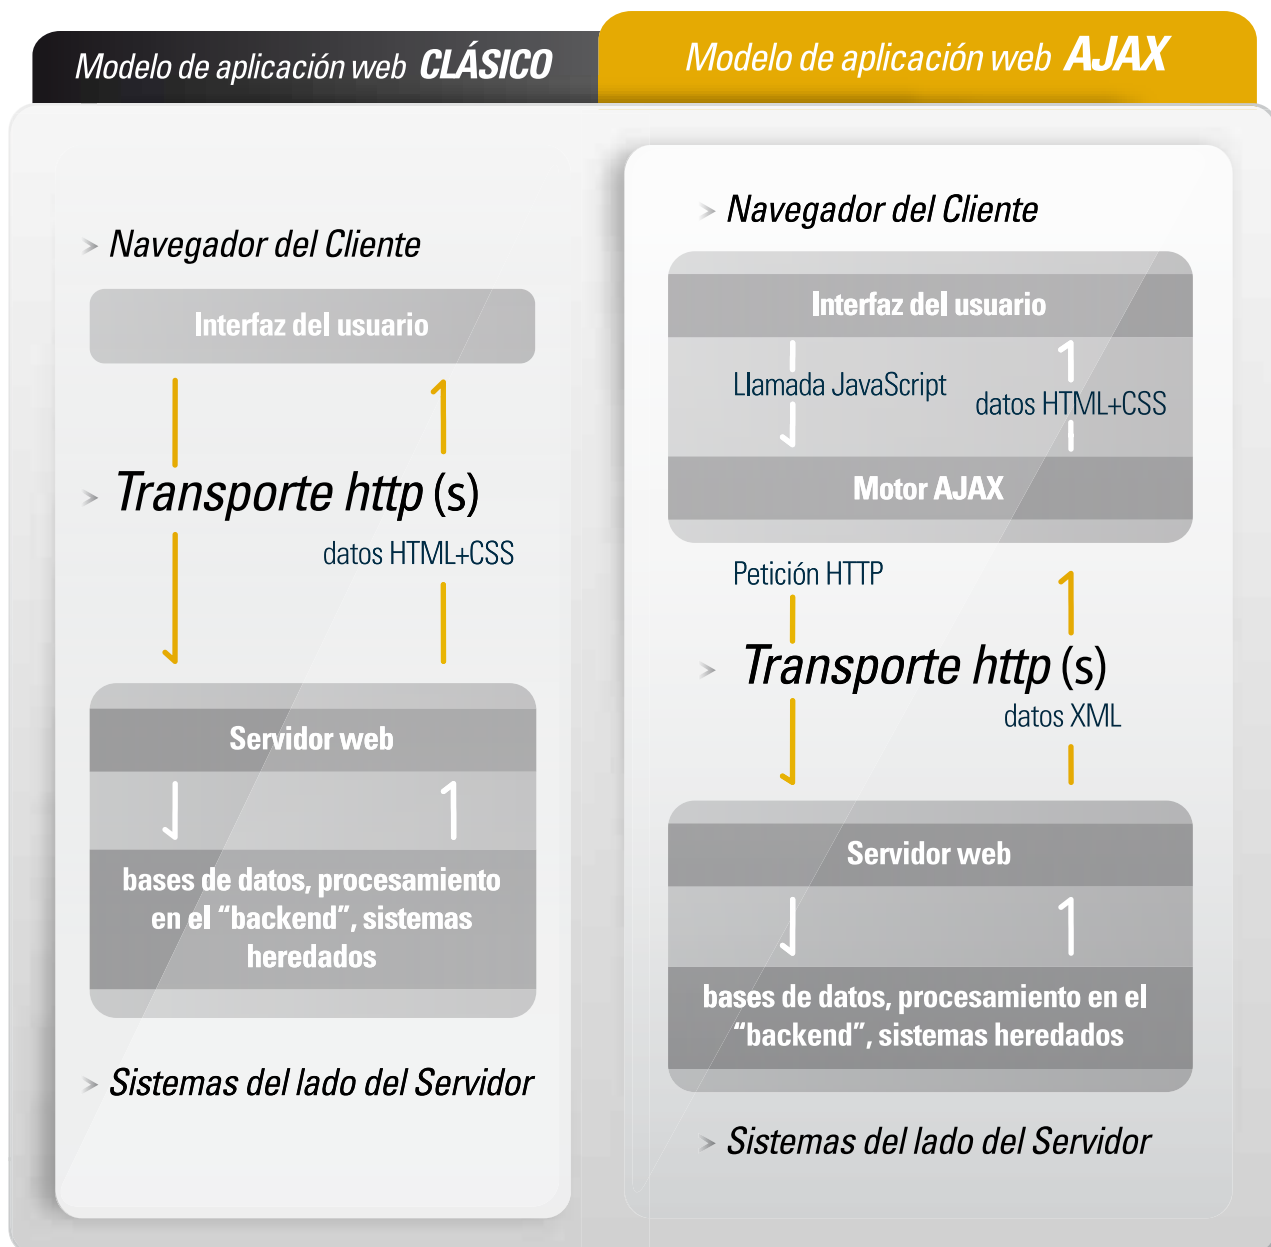 Modelo de aplicación web CLÁSICO
Navegador del Cliente
Interfaz del usuario
Transporte http (s)
datos HTML+CSS
Servidor web
bases de datos, procesamiento
en el “backend”, sistemas
heredados
Sistemas del lado del Servidor
Modelo de aplicación web AJAX
Navegador del Cliente
Interfaz del usuario
Llamada JavaScript
datos HTML+CSS
Motor AJAX
Petición HTTP
Transporte http (s)
datos XML
Servidor web
bases de datos, procesamiento en el
“backend”, sistemas heredados
Sistemas del lado del Servidor